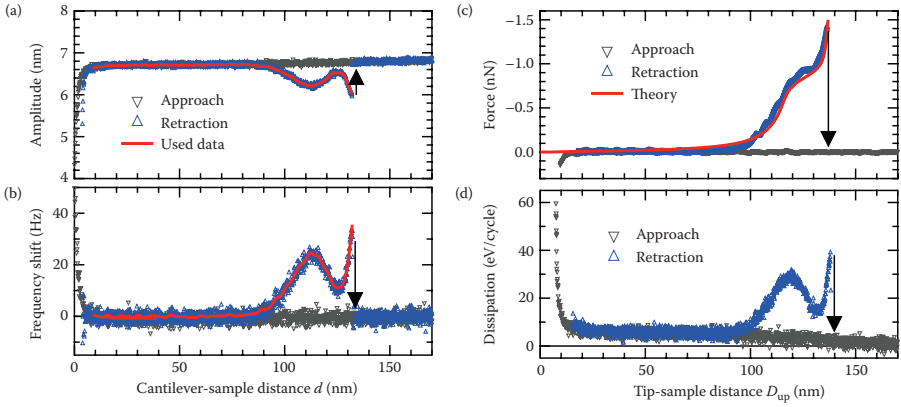 (a)
8
7
6
5
4
Amplitude (nm)
Approach
Retraction
Used data
(b)
40
20
0
Frequency shift (Hz)
0
50
100
150
Cantilever-sample distance d (nm)
(c)
−1.5
−1.0
−0.5
0.0
Force (nN)
Approach
Retraction
Theory
(d)
60
40
20
0
Dissipation (eV/cycle)
Approach
Retraction
0
50
100
150
Tip-sample distance Dup (nm)